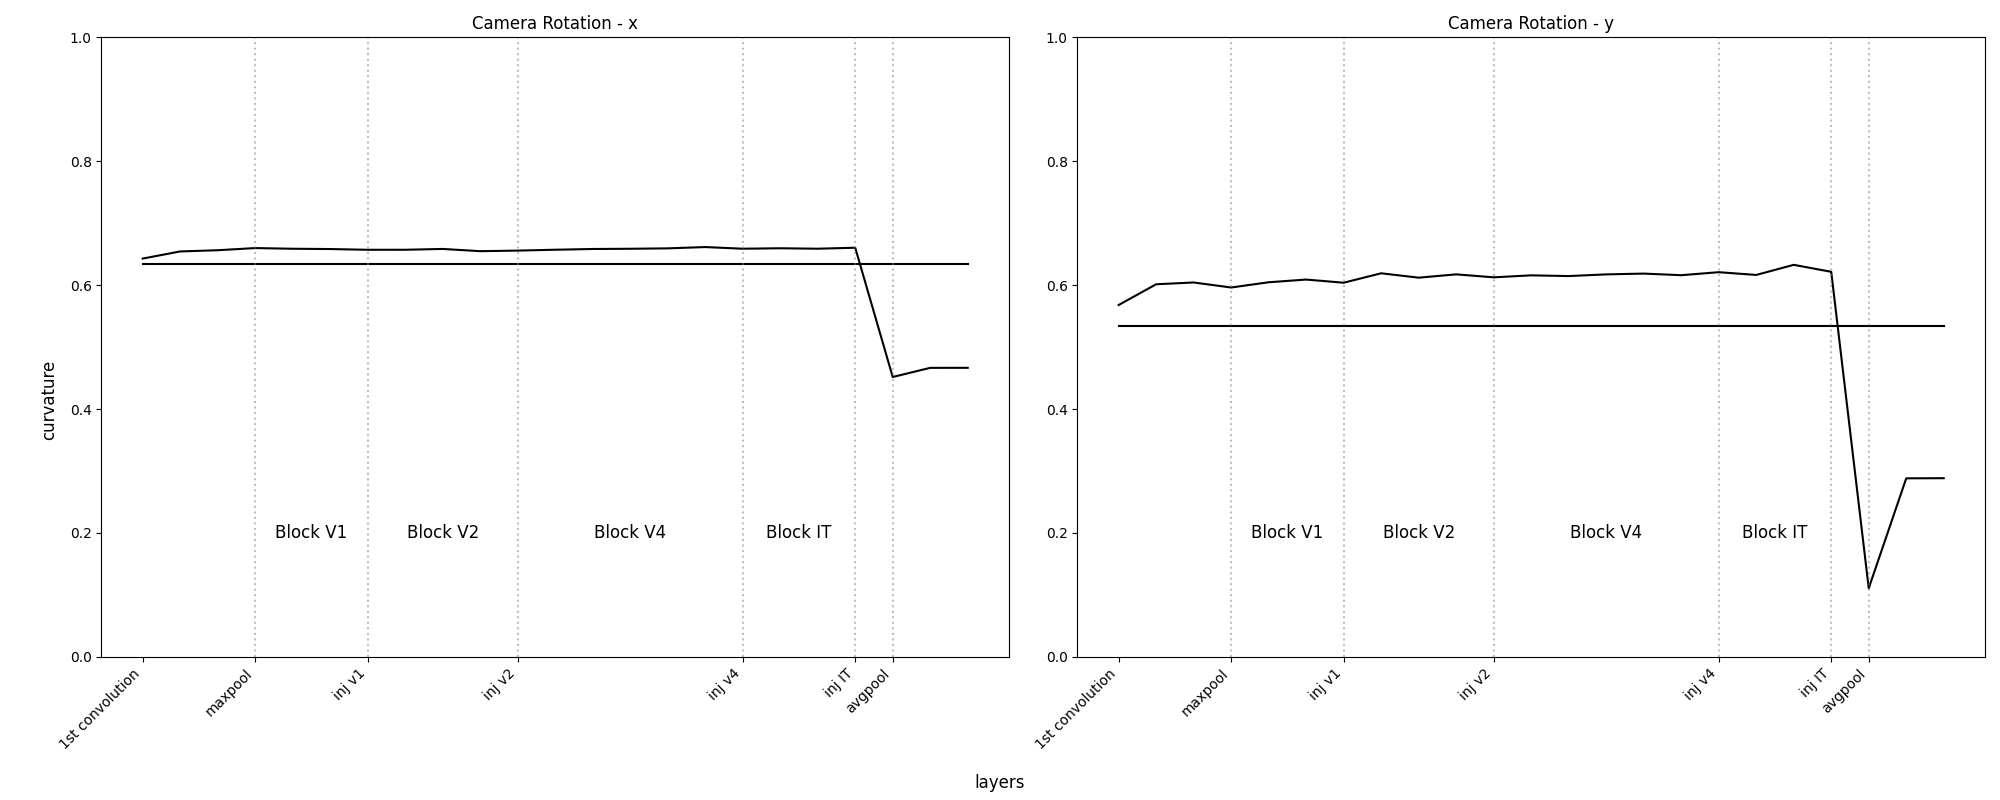 Camera Rotation - x
1.0
0.8
0.6
0.4
0.2
0.0
curvature
Block V1
Block V2
Block V4
Block IT
1st convolution
maxpool
inj v1
inj v2
inj v4
inj IT
avgpool
Camera Rotation - y
1.0
0.8
0.6
0.4
0.2
0.0
Block V1
Block V2
Block V4
Block IT
1st convolution
maxpool
inj v1
inj v2
inj v4
inj IT
avgpool
layers